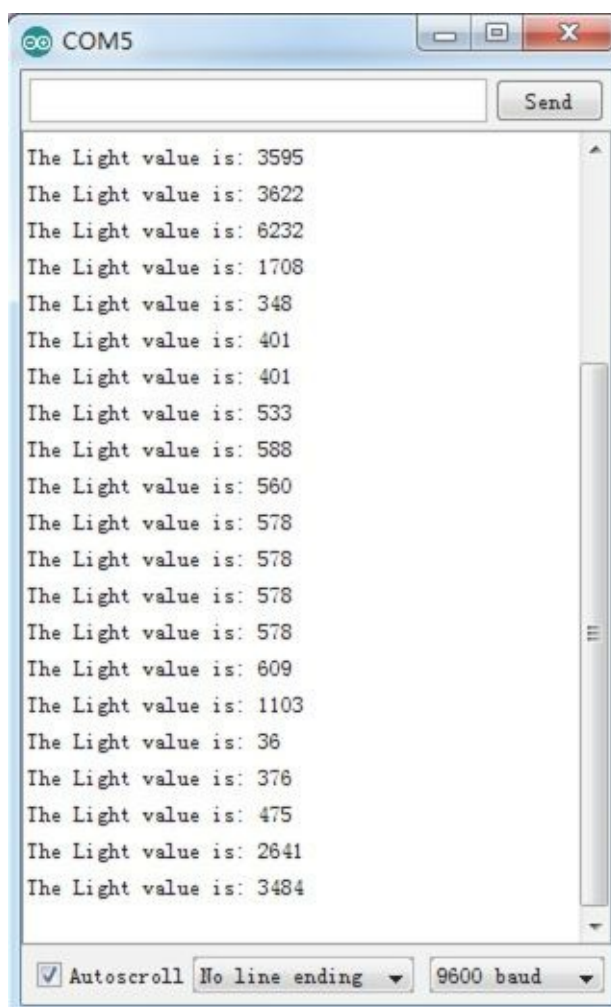 COM5
Send
The Light value is: 3595
The Light value is: 3622
The Light value is: 6232
The Light value is: 1708
The Light value is: 348
The Light value is: 401
The Light value is: 401
The Light value is: 533
The Light value is: 588
The Light value is: 560
The Light value is: 578
The Light value is: 578
The Light value is: 578
The Light value is: 578
The Light value is: 609
The Light value is: 1103
The Light value is: 36
The Light value is: 376
The Light value is: 475
The Light value is: 2641
The Light value is: 3484
Autoscroll No line ending 9600 baud